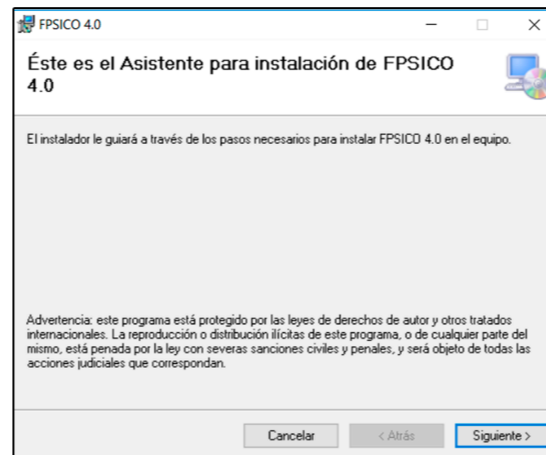 FPSICO 4.0
Éste es el Asistente para instalación de FPSICO
4.0
El instalador le guiará a través de los pasos necesarios para instalar FPSICO 4.0 en el equipo.
Advertencia: este programa está protegido por las leyes de derechos de autor y otros tratados
internacionales. La reproducción o distribución ilícitas de este programa, o de cualquier parte del
mismo, está penada por la ley con severas sanciones civiles y penales, y será objeto de todas las
acciones judiciales que correspondan.
Cancelar < Atrás Siguiente >